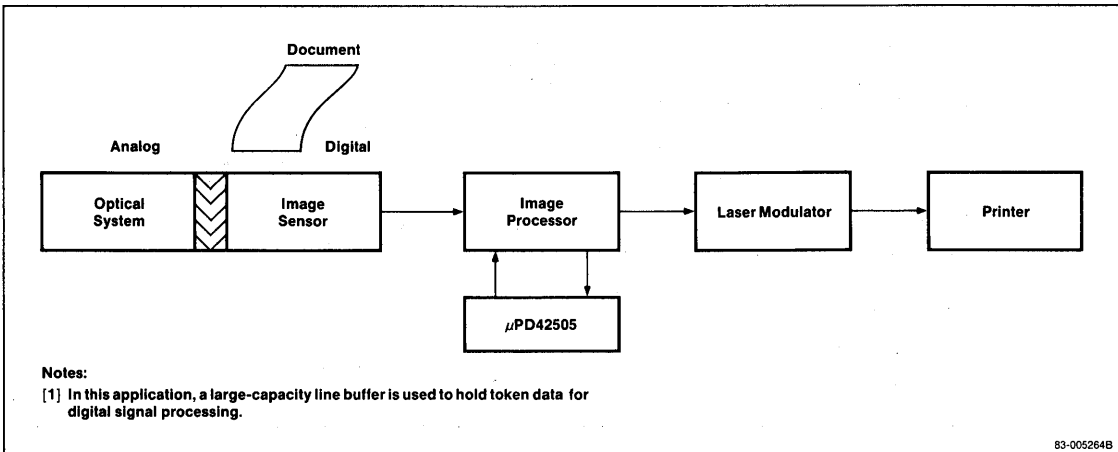 Document
Analog
Digital
Optical
System
Image
Sensor
Image
Processor
Laser Modulator
Printer
μPD42505
Notes:
[1] In this application, a large-capacity line buffer is used to hold token data for
digital signal processing.
83-005264B